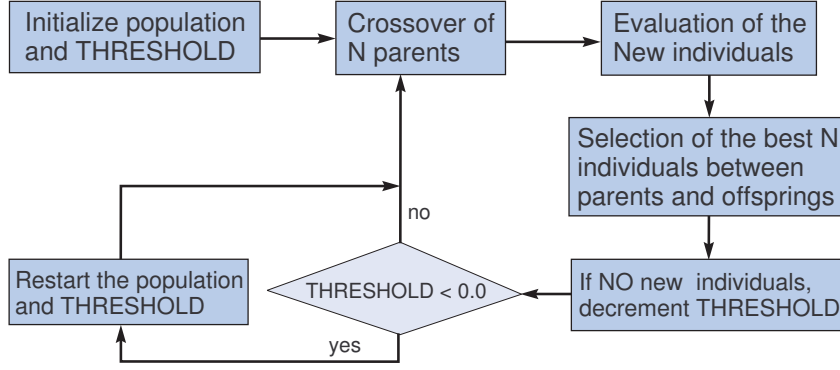 Initialize population
and THRESHOLD
Crossover of
N parents
Evaluation of the
New individuals
Selection of the best N
individuals between
parents and offsprings
If NO new individuals,
decrement THRESHOLD
THRESHOLD < 0.0
no
yes
Restart the population
and THRESHOLD